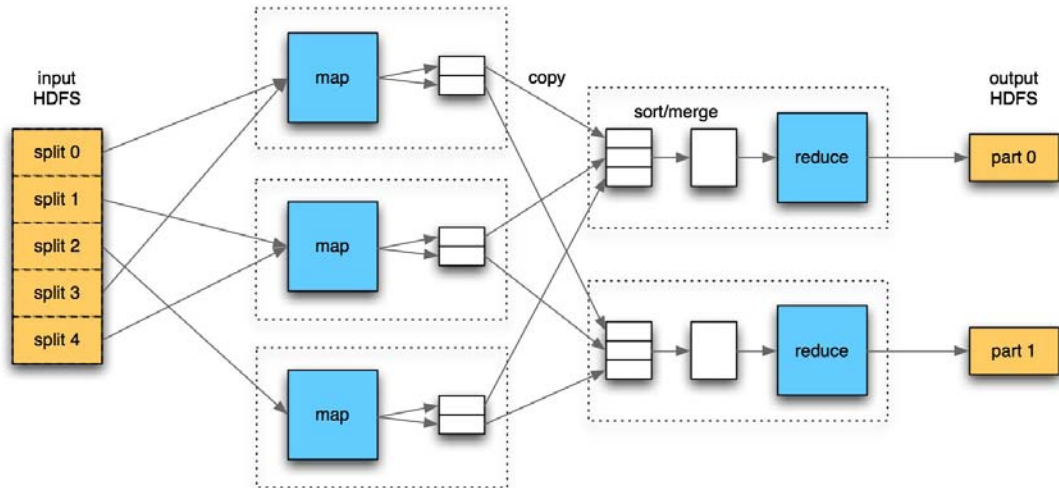 input
HDFS
split 0
split 1
split 2
split 3
split 4
map
map
map
copy
sort/merge
reduce
reduce
output
HDFS
part 0
part 1